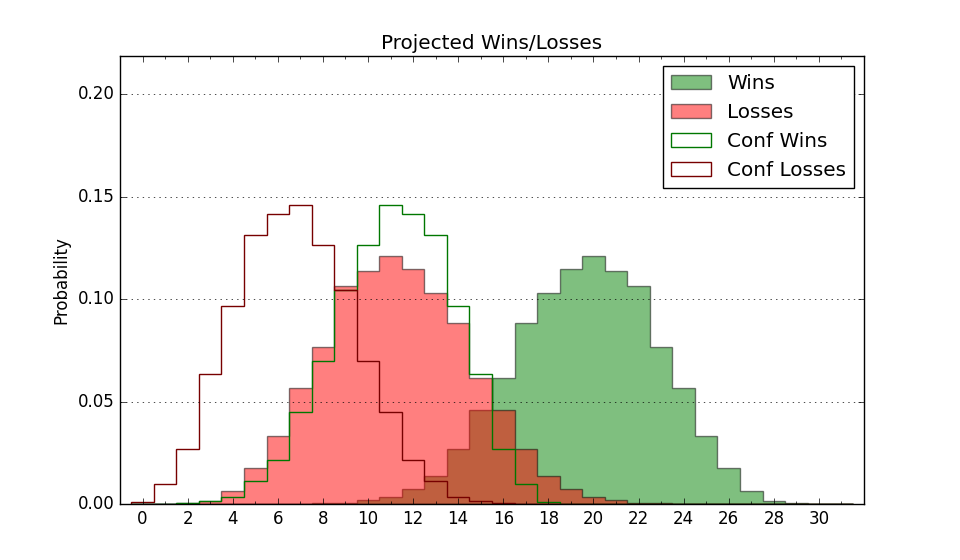 Projected Wins/Losses
Wins
Losses
Conf Wins
Conf Losses
Probability
0.20
0.15
0.10
0.05
0.00
0 2 4 6 8 10 12 14 16 18 20 22 24 26 28 30